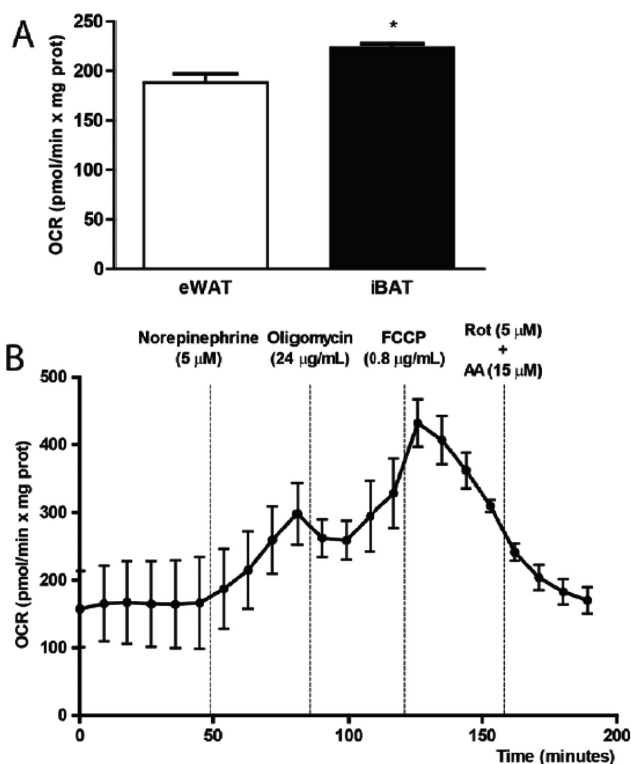 A
OCR (pmol/min x mg prot)
250
200
150
100
50
0
*
eWAT
iBAT
B
Norepinephrine
(5 μM)
Oligomycin
(24 μg/mL)
FCCP
(0.8 μg/mL)
Rot (5 μM)
+
AA (15 μM)
OCR (pmol/min x mg prot)
500
400
300
200
100
0
0
50
100
150
200
Time (minutes)